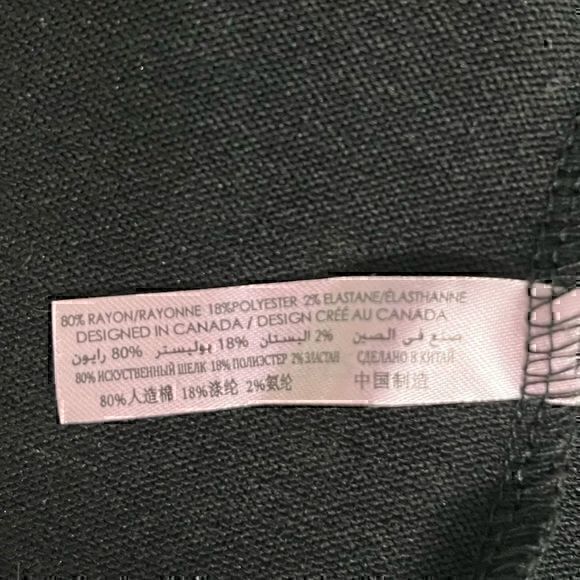 80% RAYON/RAYONNE 18%POLYESTER 2% ELASTANE/ÉLASTHANNE
DESIGNED IN CANADA / DESIGN CRÉÉ AU CANADA
80% رايون 18% بوليستر 2% اليستان صنع في الصين
80% ИСКУСТВЕННЫЙ ШЕЛК 18% ПОЛИЭСТЕР 2% ЭЛАСТАН СДЕЛАНО В КИТАЙ
80%人造棉 18%涤纶 2%氨纶 中国制造